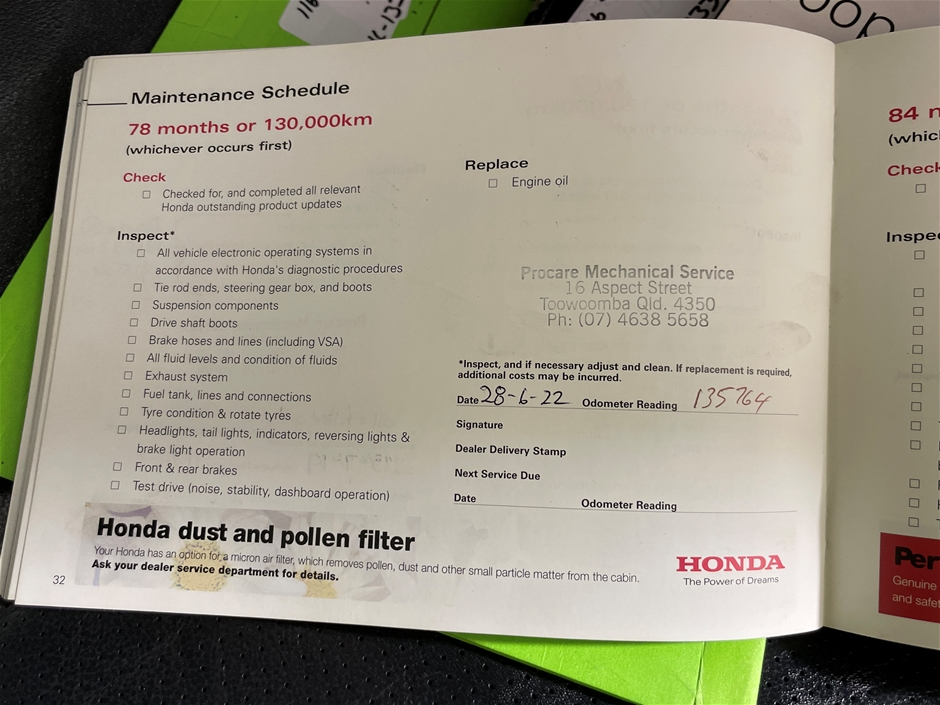 Maintenance Schedule
78 months or 130,000km
(whichever occurs first)
Check
☐ Checked for, and completed all relevant
Honda outstanding product updates
Inspect*
☐ All vehicle electronic operating systems in
accordance with Honda's diagnostic procedures
☐ Tie rod ends, steering gear box, and boots
☐ Suspension components
☐ Drive shaft boots
☐ Brake hoses and lines (including VSA)
☐ All fluid levels and condition of fluids
☐ Exhaust system
☐ Fuel tank, lines and connections
☐ Tyre condition & rotate tyres
☐ Headlights, tail lights, indicators, reversing lights &
brake light operation
☐ Front & rear brakes
☐ Test drive (noise, stability, dashboard operation)
Replace
☐ Engine oil
Procare Mechanical Service
16 Aspect Street
Toowoomba Qld. 4350
Ph: (07) 4638 5658
*Inspect, and if necessary adjust and clean. If replacement is required,
additional costs may be incurred.
Date 28-6-22 Odometer Reading 135764
Signature
Dealer Delivery Stamp
Next Service Due
Date Odometer Reading
Honda dust and pollen filter
Your Honda has an option for a micron air filter, which removes pollen, dust and other small particle matter from the cabin.
Ask your dealer service department for details.
HONDA
The Power of Dreams
32
84
(whic
Check
Inspe
Per
Genuine
and safet